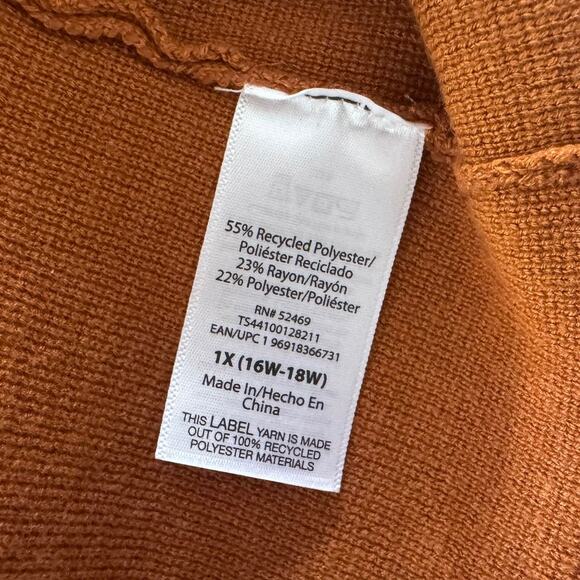 55% Recycled Polyester/
Poliéster Reciclado
23% Rayon/Rayón
22% Polyester/Poliéster
RN# 52469
TS44100128211
EAN/UPC 1 96918366731
1X (16W-18W)
Made In/Hecho En
China
THIS LABEL YARN IS MADE
OUT OF 100% RECYCLED
POLYESTER MATERIALS